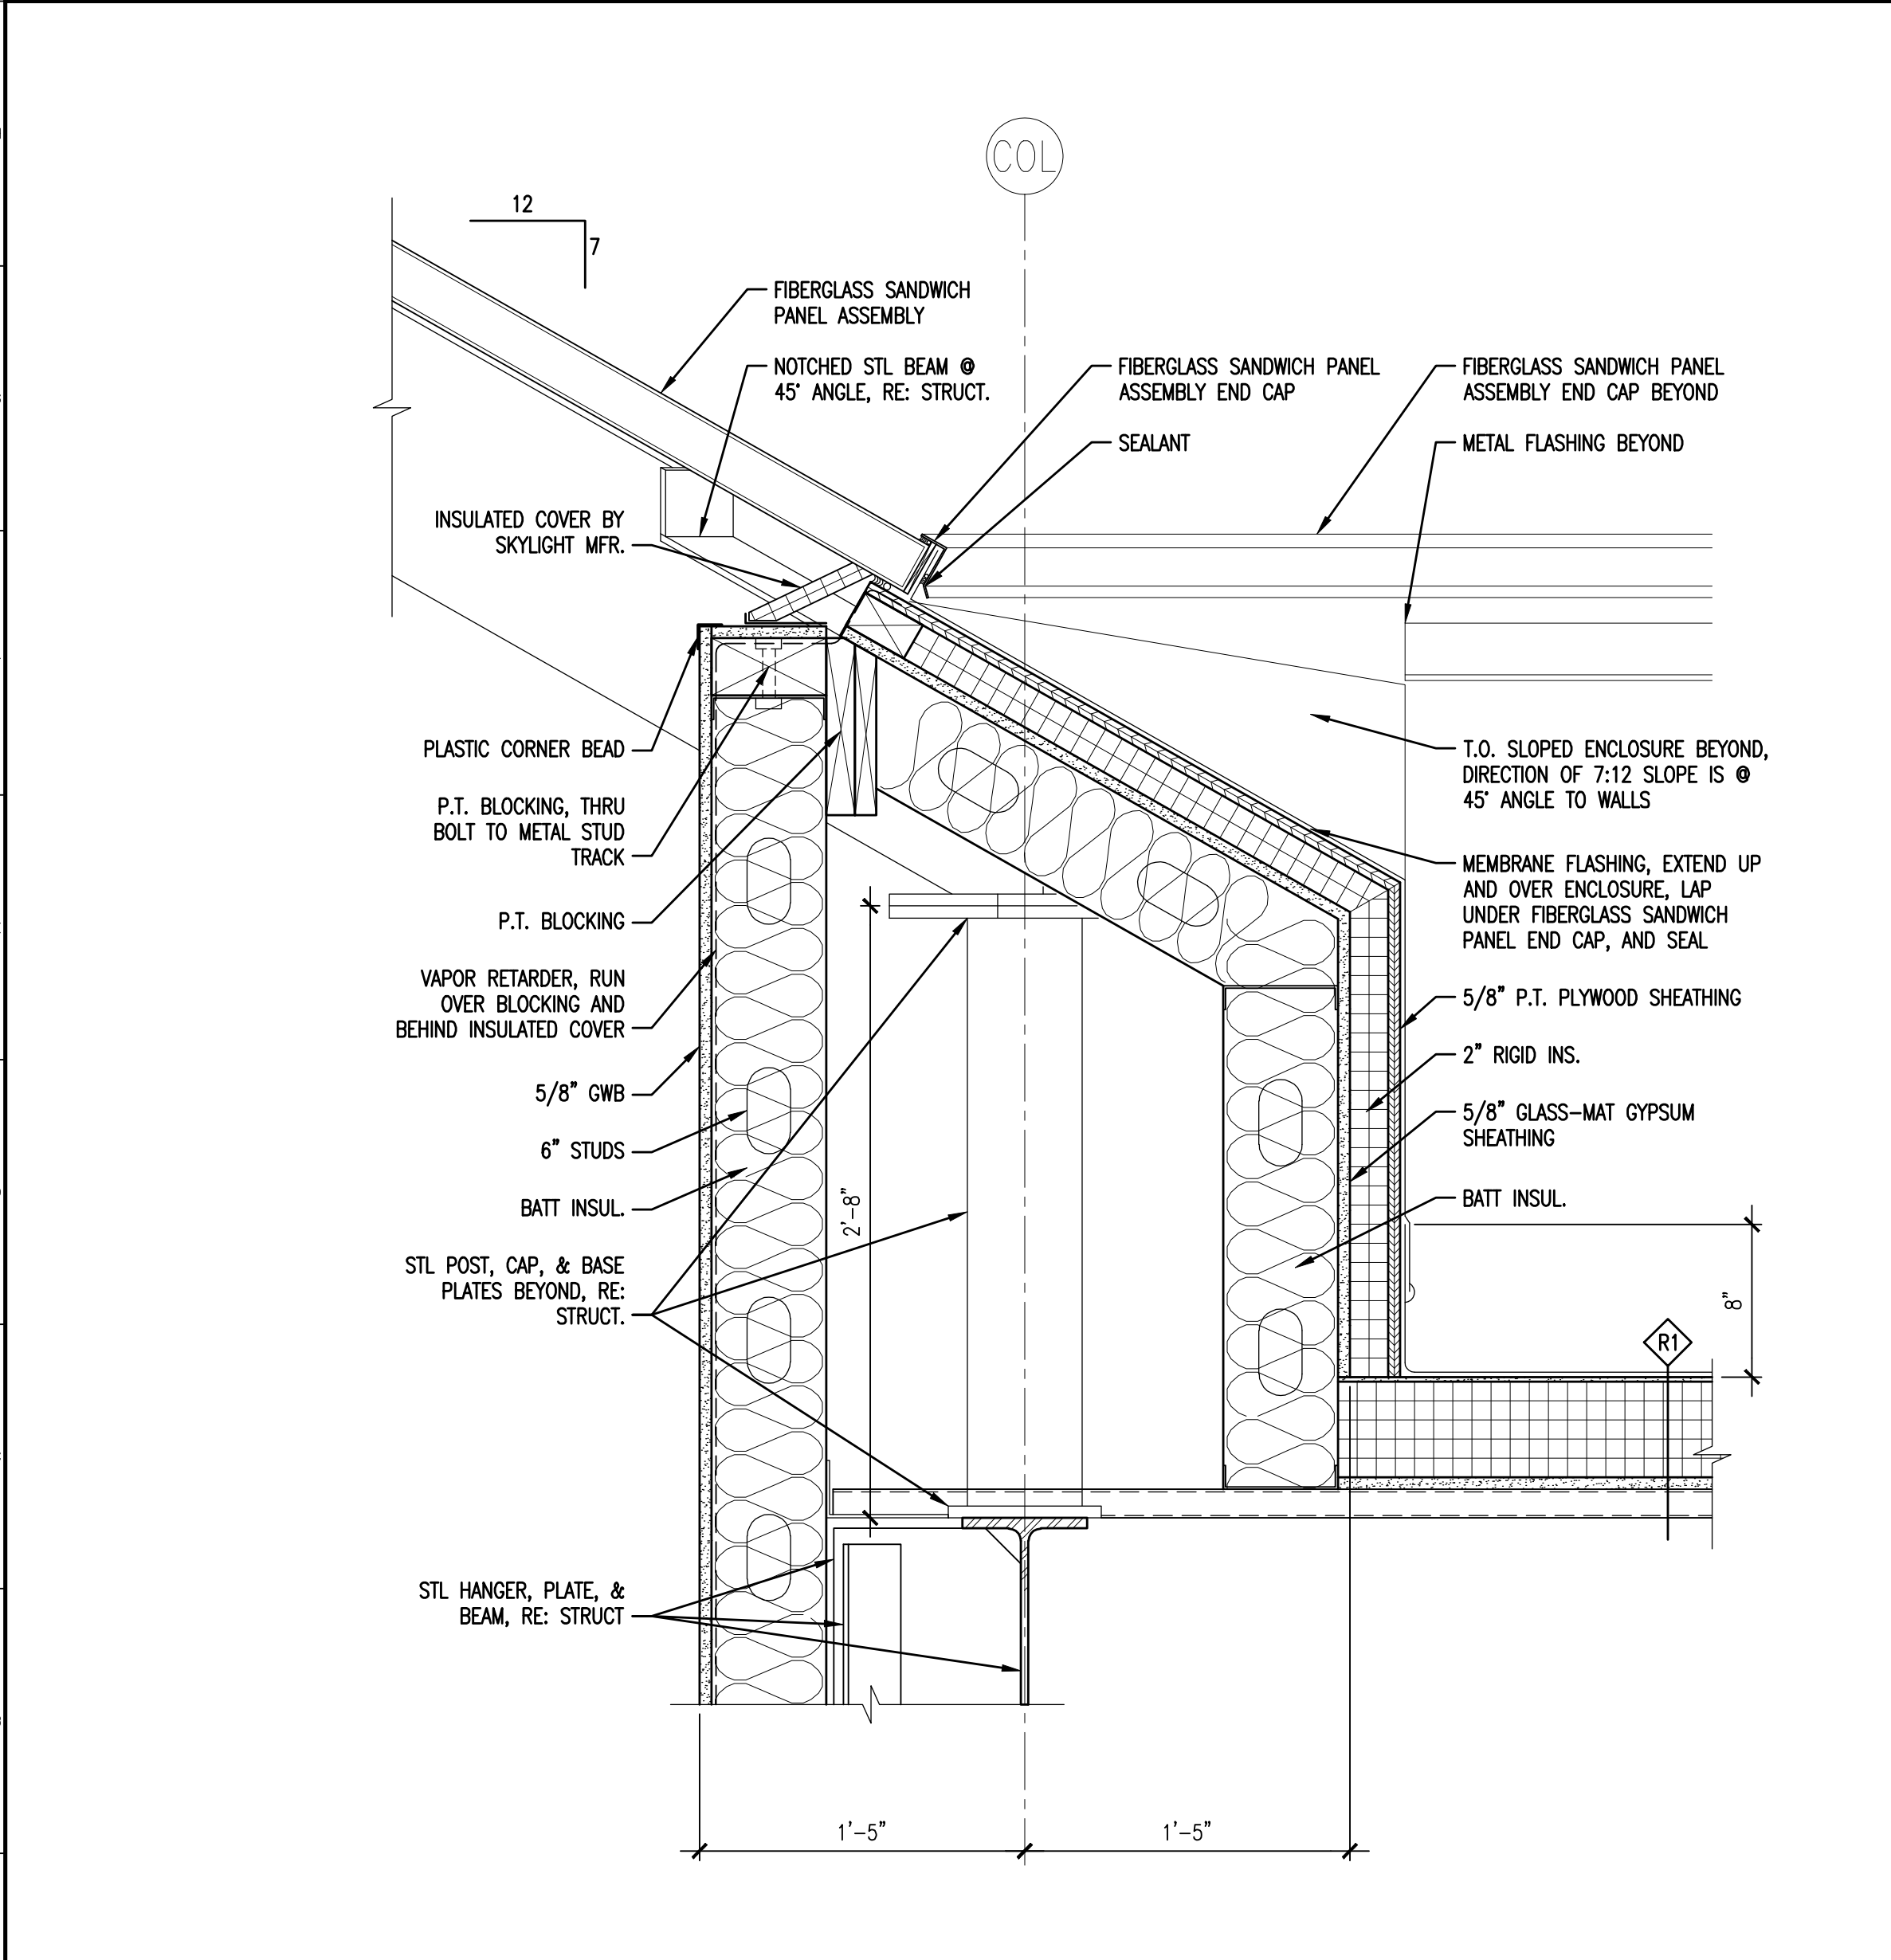 COL
12
7
FIBERGLASS SANDWICH
PANEL ASSEMBLY
NOTCHED STL BEAM @
45° ANGLE, RE: STRUCT.
FIBERGLASS SANDWICH PANEL
ASSEMBLY END CAP
SEALANT
FIBERGLASS SANDWICH PANEL
ASSEMBLY END CAP BEYOND
METAL FLASHING BEYOND
INSULATED COVER BY
SKYLIGHT MFR.
PLASTIC CORNER BEAD
P.T. BLOCKING, THRU
BOLT TO METAL STUD
TRACK
P.T. BLOCKING
VAPOR RETARDER, RUN
OVER BLOCKING AND
BEHIND INSULATED COVER
5/8" GWB
6" STUDS
BATT INSUL.
STL POST, CAP, & BASE
PLATES BEYOND, RE:
STRUCT.
STL HANGER, PLATE, &
BEAM, RE: STRUCT
2'-8"
T.O. SLOPED ENCLOSURE BEYOND,
DIRECTION OF 7:12 SLOPE IS @
45° ANGLE TO WALLS
MEMBRANE FLASHING, EXTEND UP
AND OVER ENCLOSURE, LAP
UNDER FIBERGLASS SANDWICH
PANEL END CAP, AND SEAL
5/8" P.T. PLYWOOD SHEATHING
2" RIGID INS.
5/8" GLASS-MAT GYPSUM
SHEATHING
BATT INSUL.
8"
R1
1'-5"
1'-5"